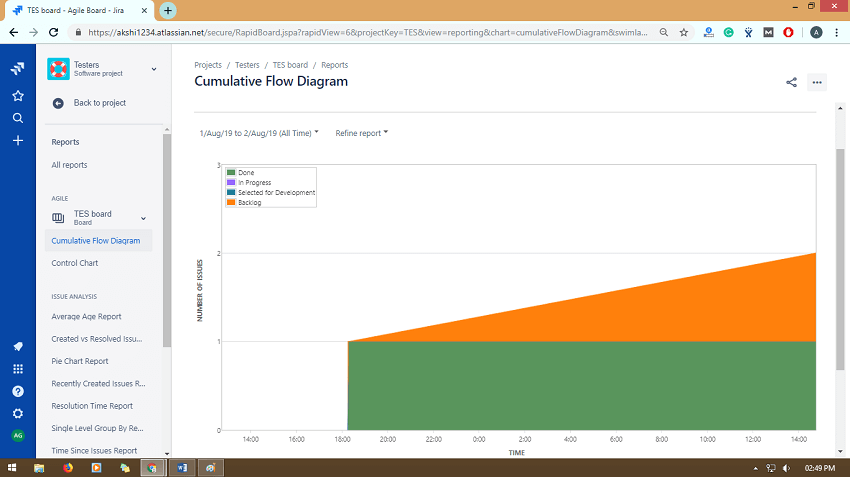 TES board - Agile Board - Jira
https://akshi1234.atlassian.net/secure/RapidBoard.jspa?rapidView=6&projectKey=TES&view=reporting&chart=cumulativeFlowDiagram&swimla...
A
Testers
Software project
Back to project
Reports
All reports
AGILE
TES board
Board
Cumulative Flow Diagram
Control Chart
ISSUE ANALYSIS
Average Age Report
Created vs Resolved Issu...
Pie Chart Report
Recently Created Issues R...
Resolution Time Report
Single Level Group By Re...
Time Since Issues Report
AG
Projects / Testers / TES board / Reports
Cumulative Flow Diagram
1/Aug/19 to 2/Aug/19 (All Time)
Refine report
Done
In Progress
Selected for Development
Backlog
NUMBER OF ISSUES
3
2
1
0
14:00 16:00 18:00 20:00 22:00 0:00 2:00 4:00 6:00 8:00 10:00 12:00 14:00
TIME
02:49 PM